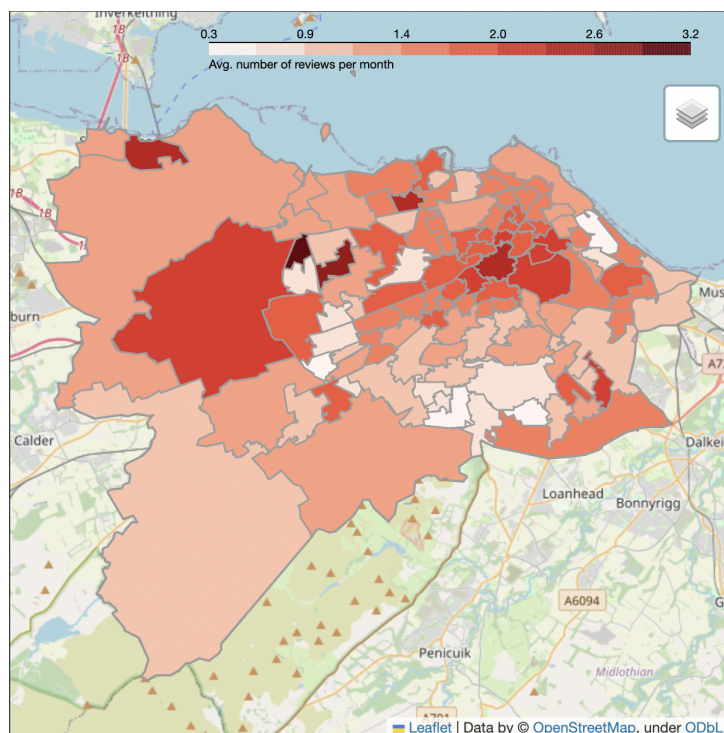 Inverkeithing
0.3 0.9 1.4 2.0 2.6 3.2
Avg. number of reviews per month
1B
1B
1B
1B
burn
Mus
A7
Calder
Dalkei
Loanhead
Bonnyrigg
A6094
Penicuik
Midlothian
A701
Leaflet | Data by © OpenStreetMap, under ODbL